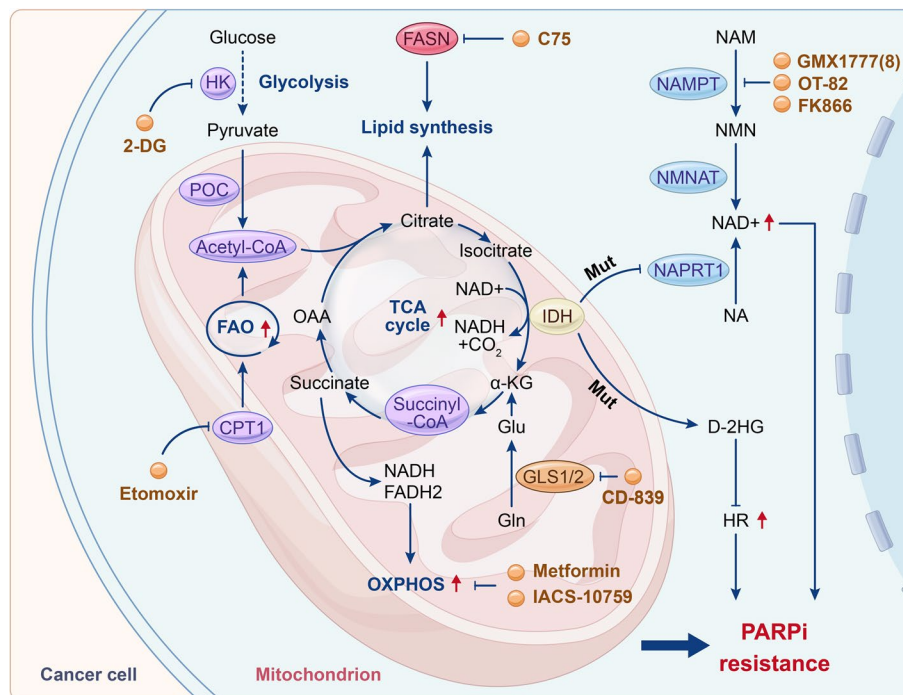 Glucose
HK
Glycolysis
2-DG
Pyruvate
POC
Acetyl-CoA
FAO
CPT1
Etomoxir
FASN
C75
Lipid synthesis
Citrate
Isocitrate
NAD+
NADH
+CO2
IDH
TCA
cycle
OAA
Succinate
Succinyl
-CoA
α-KG
Glu
GLS1/2
CD-839
Gln
NADH
FADH2
OXPHOS
Metformin
IACS-10759
NAM
NAMPT
GMX1777(8)
OT-82
FK866
NMN
NMNAT
NAD+
Mut
NAPRT1
NA
Mut
D-2HG
HR
PARPi
resistance
Cancer cell
Mitochondrion